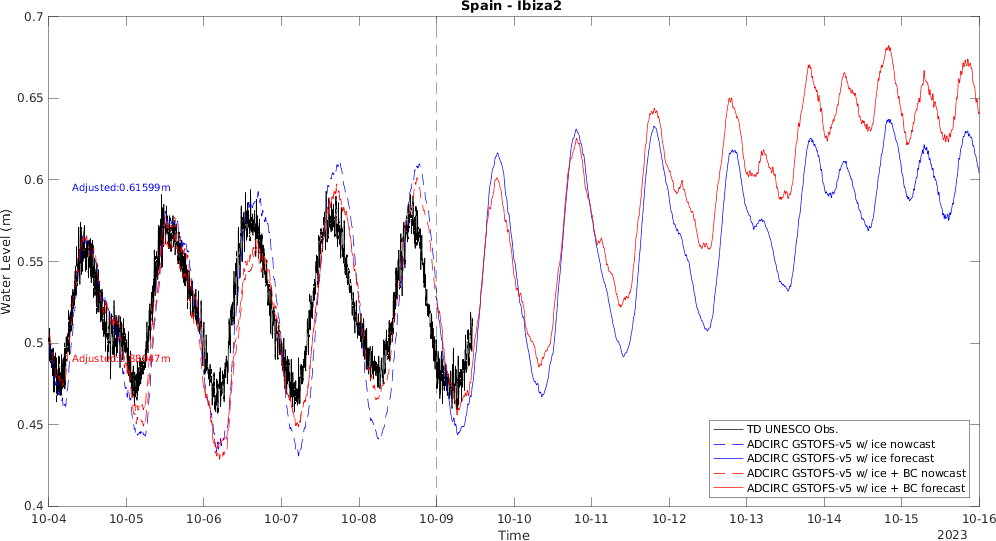 Spain - Ibiza2
Water Level (m)
0.7
0.65
0.6
0.55
0.5
0.45
0.4
Adjusted:0.61599m
TD UNESCO Obs.
ADCIRC GSTOFS-v5 w/ ice nowcast
ADCIRC GSTOFS-v5 w/ ice forecast
ADCIRC GSTOFS-v5 w/ ice + BC nowcast
ADCIRC GSTOFS-v5 w/ ice + BC forecast
10-04 10-05 10-06 10-07 10-08 10-09 10-10 10-11 10-12 10-13 10-14 10-15 10-16
Time
2023